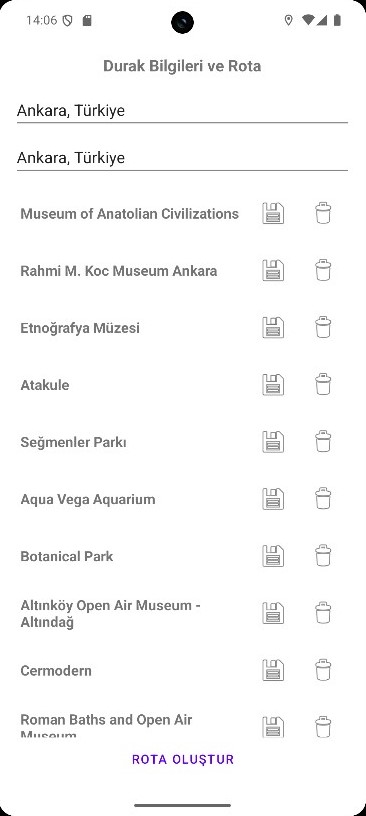 14:06
Durak Bilgileri ve Rota
Ankara, Türkiye
Ankara, Türkiye
Museum of Anatolian Civilizations
Rahmi M. Koc Museum Ankara
Etnoğrafya Müzesi
Atakule
Seğmenler Parkı
Aqua Vega Aquarium
Botanical Park
Altınköy Open Air Museum -
Altındağ
Cermodern
Roman Baths and Open Air
Museum
ROTA OLUŞTUR